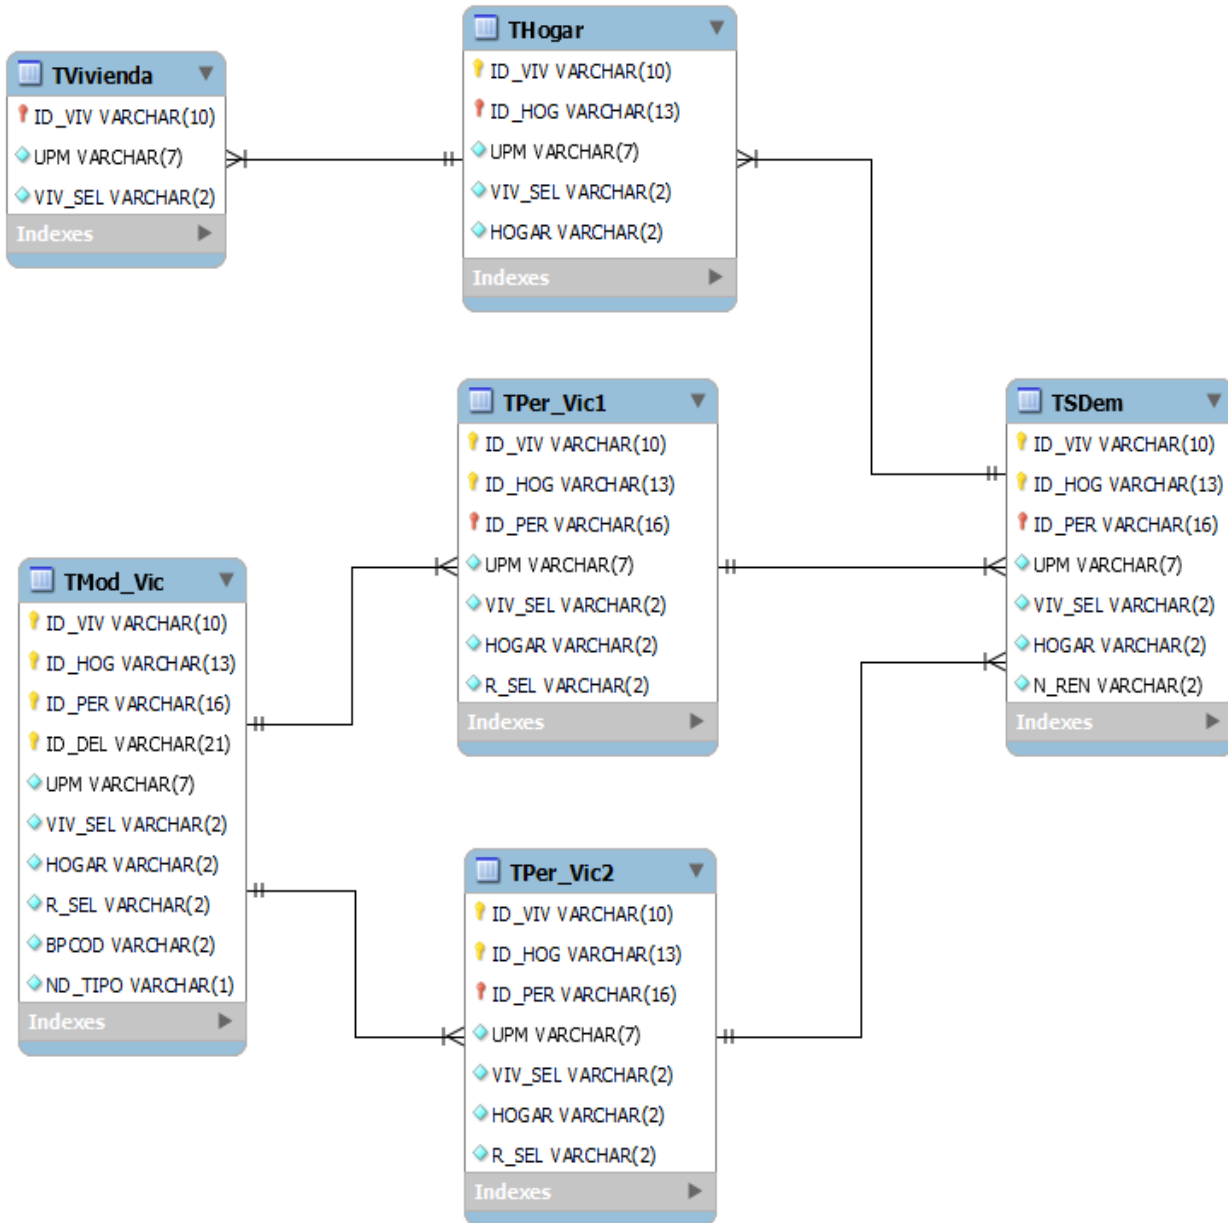 TVivienda
ID_VIV VARCHAR(10)
UPM VARCHAR(7)
VIV_SEL VARCHAR(2)
Indexes
THogar
ID_VIV VARCHAR(10)
ID_HOG VARCHAR(13)
UPM VARCHAR(7)
VIV_SEL VARCHAR(2)
HOGAR VARCHAR(2)
Indexes
TPer_Vic1
ID_VIV VARCHAR(10)
ID_HOG VARCHAR(13)
ID_PER VARCHAR(16)
UPM VARCHAR(7)
VIV_SEL VARCHAR(2)
HOGAR VARCHAR(2)
R_SEL VARCHAR(2)
Indexes
TSDem
ID_VIV VARCHAR(10)
ID_HOG VARCHAR(13)
ID_PER VARCHAR(16)
UPM VARCHAR(7)
VIV_SEL VARCHAR(2)
HOGAR VARCHAR(2)
N_REN VARCHAR(2)
Indexes
TMod_Vic
ID_VIV VARCHAR(10)
ID_HOG VARCHAR(13)
ID_PER VARCHAR(16)
ID_DEL VARCHAR(21)
UPM VARCHAR(7)
VIV_SEL VARCHAR(2)
HOGAR VARCHAR(2)
R_SEL VARCHAR(2)
BPCOD VARCHAR(2)
ND_TIPO VARCHAR(1)
Indexes
TPer_Vic2
ID_VIV VARCHAR(10)
ID_HOG VARCHAR(13)
ID_PER VARCHAR(16)
UPM VARCHAR(7)
VIV_SEL VARCHAR(2)
HOGAR VARCHAR(2)
R_SEL VARCHAR(2)
Indexes